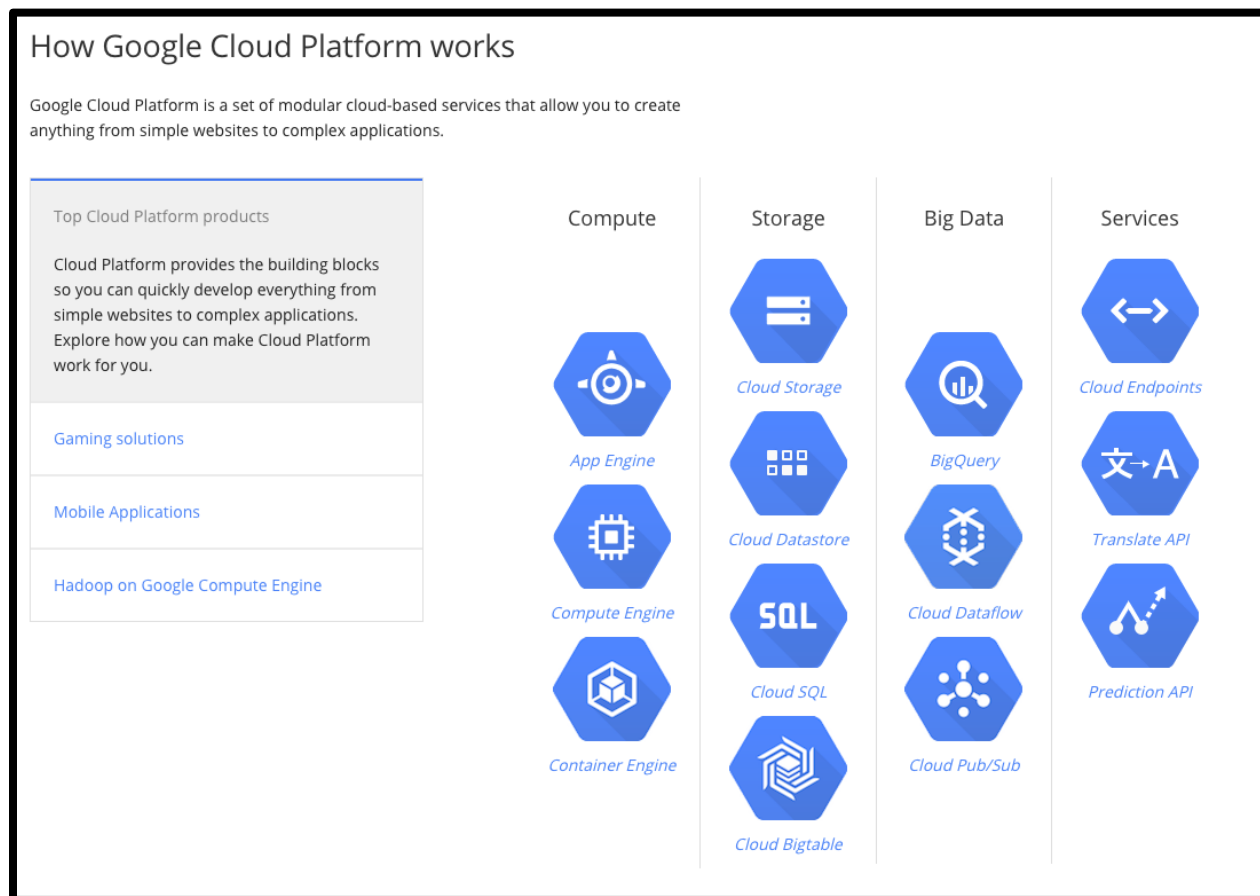 How Google Cloud Platform works
Google Cloud Platform is a set of modular cloud-based services that allow you to create
anything from simple websites to complex applications.
Top Cloud Platform products
Cloud Platform provides the building blocks
so you can quickly develop everything from
simple websites to complex applications.
Explore how you can make Cloud Platform
work for you.
Gaming solutions
Mobile Applications
Hadoop on Google Compute Engine
Compute
App Engine
Compute Engine
Container Engine
Storage
Cloud Storage
Cloud Datastore
SQL
Cloud SQL
Cloud Bigtable
Big Data
BigQuery
Cloud Dataflow
Cloud Pub/Sub
Services
Cloud Endpoints
文→A
Translate API
Prediction API